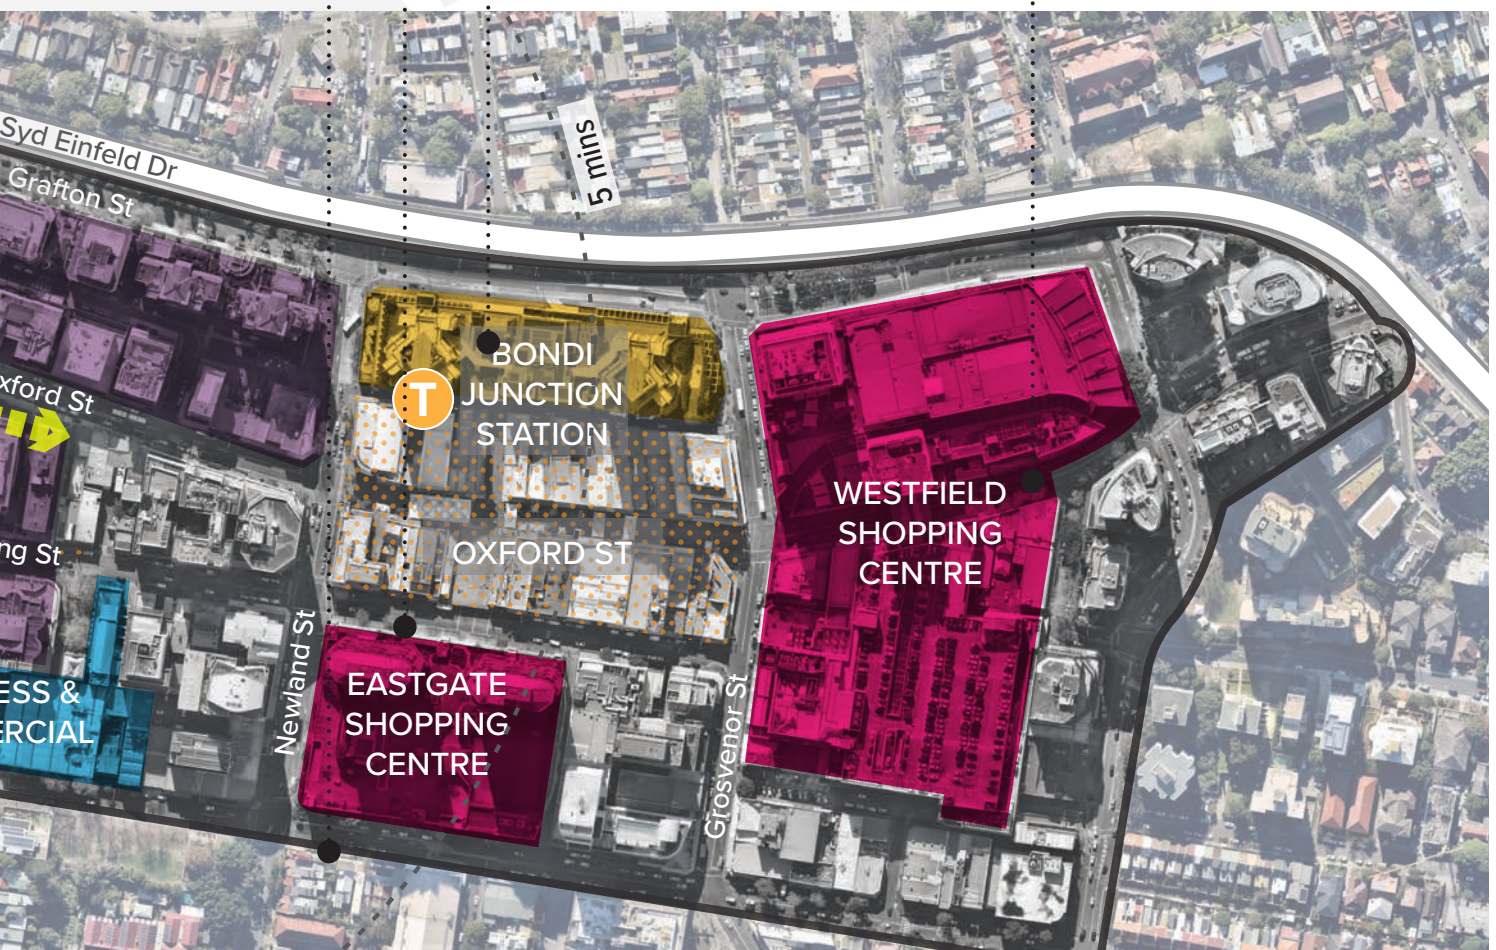 Syd Einfeld Dr
Grafton St
5 mins
xford St
T
BONDI
JUNCTION
STATION
WESTFIELD
SHOPPING
CENTRE
OXFORD ST
ng St
Newland St
EASTGATE
SHOPPING
CENTRE
Grosvenor St
ESS &
ERCIAL